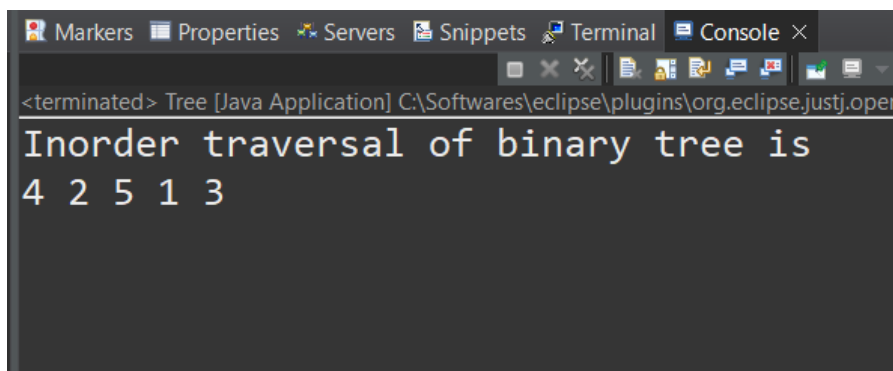 Markers Properties Servers Snippets Terminal Console
<terminated> Tree [Java Application] C:\Softwares\eclipse\plugins\org.eclipse.justj.oper
Inorder traversal of binary tree is
4 2 5 1 3